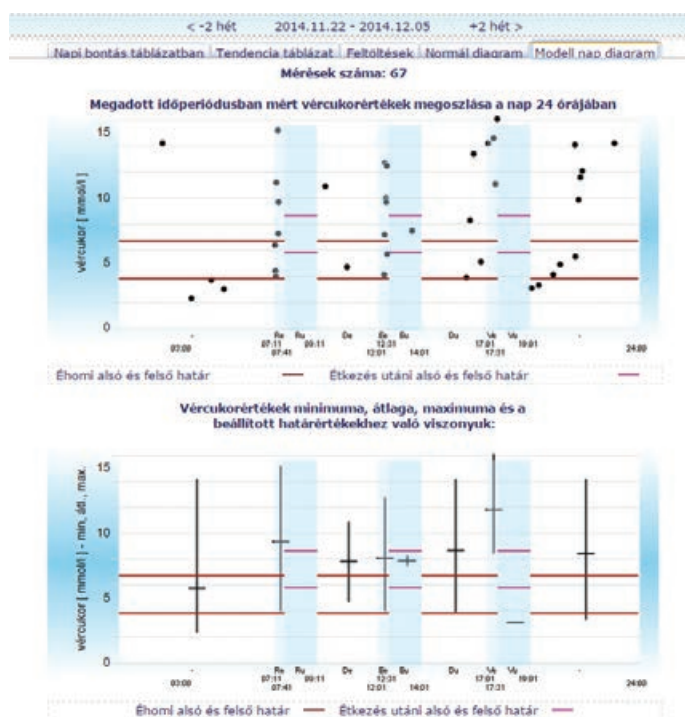 < -2 hét 2014.11.22 - 2014.12.05 +2 hét >
Napi bontás táblázatban Tendencia táblázat Feltöltések Normál diagram Modell nap diagram
Mérések száma: 67
Megadott időperiódusban mért vércukorértékek megoszlása a nap 24 órájában
vércukor [ mmol/l ]
15
10
5
0
- Re Ru De Ee Eu Du Ve Vu -
03:00 07:11 09:11 12:31 17:01 19:01 24:00
07:41 12:01 14:01 17:31
Éhomi alsó és felső határ Étkezés utáni alsó és felső határ
Vércukorértékek minimuma, átlaga, maximuma és a
beállított határértékekhez való viszonyuk:
vércukor [ mmol/l ] - min, átl., max.
15
10
5
0
- Re Ru De Ee Eu Du Ve Vu -
03:00 07:11 09:11 12:31 17:01 19:01 24:00
07:41 12:01 14:01 17:31
Éhomi alsó és felső határ Étkezés utáni alsó és felső határ